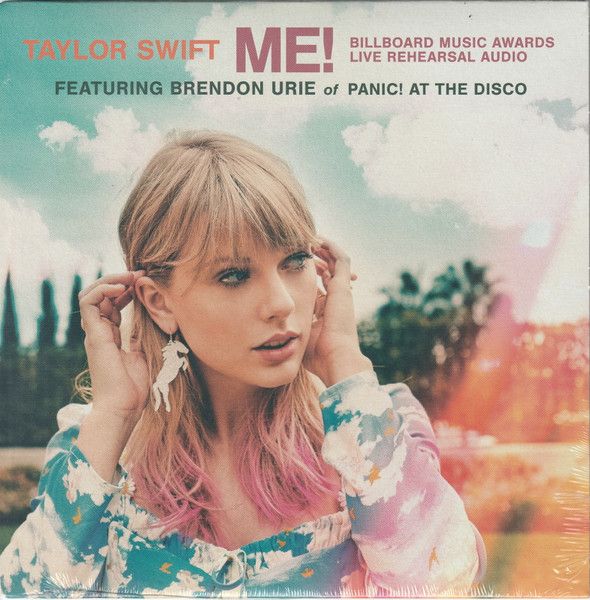 TAYLOR SWIFT ME! BILLBOARD MUSIC AWARDS
LIVE REHEARSAL AUDIO
FEATURING BRENDON URIE of PANIC! AT THE DISCO